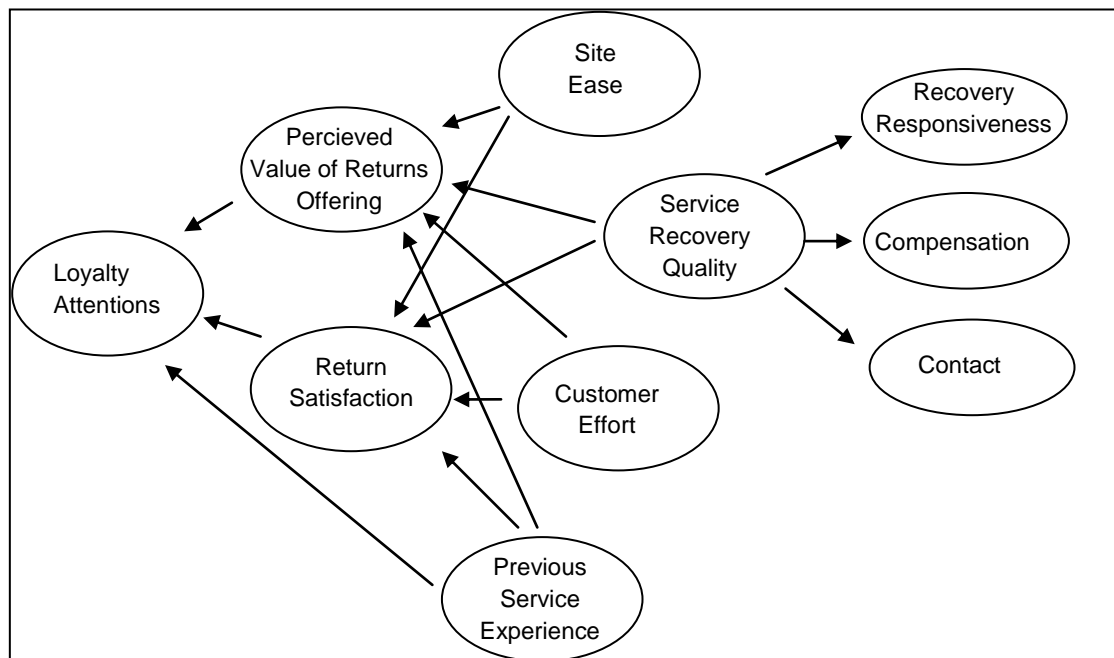 Site
Ease
Recovery
Responsiveness
Percieved
Value of Returns
Offering
Service
Recovery
Quality
Compensation
Loyalty
Attentions
Return
Satisfaction
Customer
Effort
Contact
Previous
Service
Experience